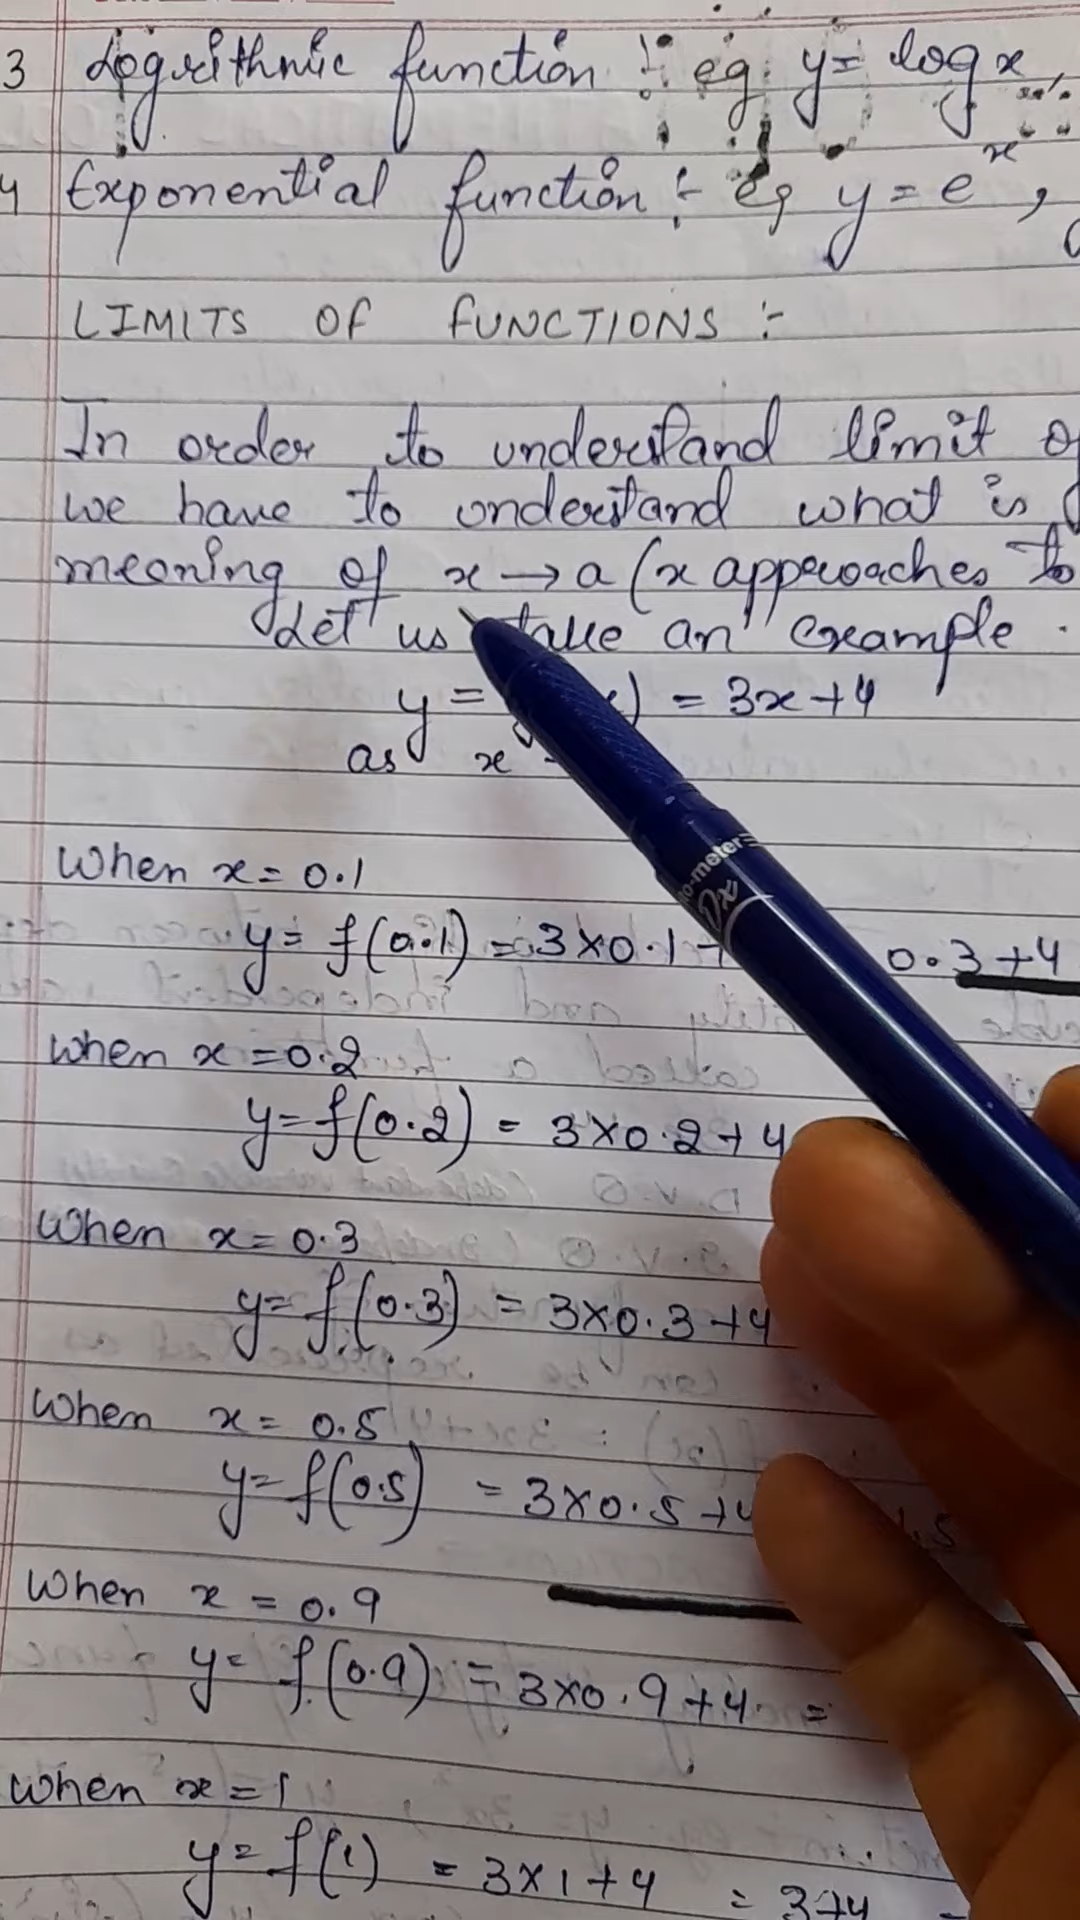 3 Logrithmic function :- eg. y= log x,
4 Exponential function :- eg y = e^x,
LIMITS OF FUNCTIONS :-
In order to understand limit of
we have to understand what is
meaning of x → a (x approaches to
Let us take an example.
y = (x) = 3x+4
as x
When x = 0.1
y = f(0.1) = 3×0.1 + 0.3+4
When x = 0.2
y = f(0.2) = 3×0.2+4
When x = 0.3
y = f(0.3) = 3×0.3+4
When x = 0.5
y = f(0.5) = 3×0.5+4
When x = 0.9
y = f(0.9) = 3×0.9+4 =
When x = 1
y = f(1) = 3×1+4 = 3+4 =
o-meter
Dx